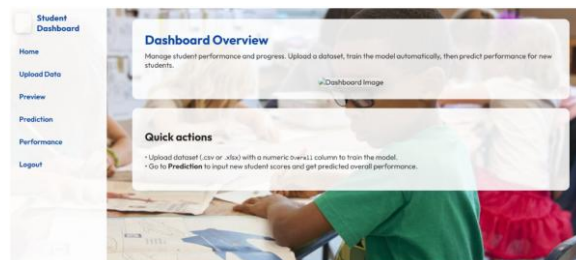 Student
Dashboard
Home
Upload Data
Preview
Prediction
Performance
Logout
Dashboard Overview
Manage student performance and progress. Upload a dataset, train the model automatically, then predict performance for new
students.
Dashboard Image
Quick actions
• Upload dataset (.csv or .xlsx) with a numeric Overall column to train the model.
• Go to Prediction to input new student scores and get predicted overall performance.